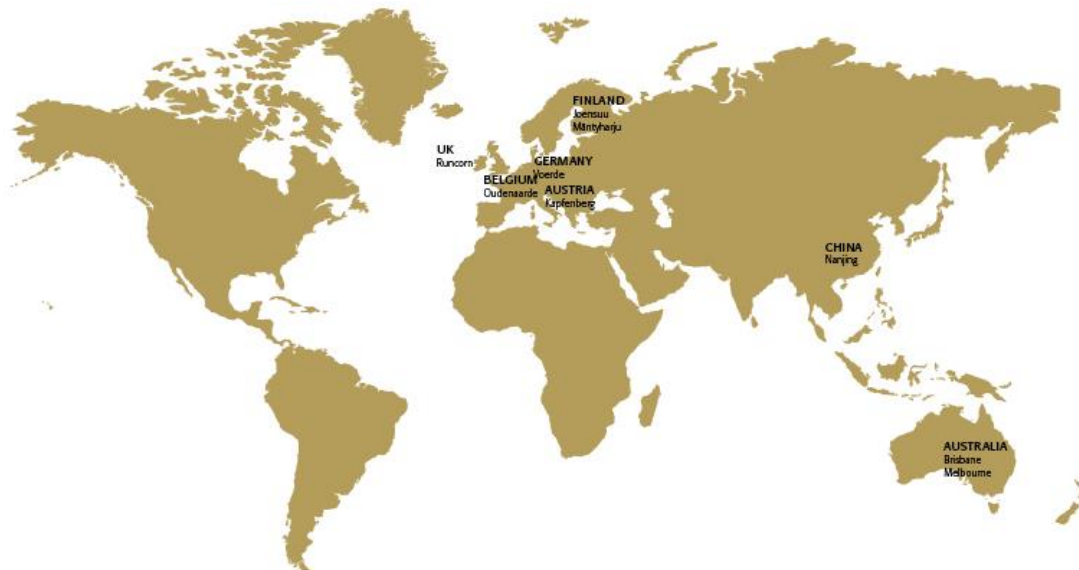 FINLAND
Joensuu
Mäntyharju
UK
Runcorn
GERMANY
Voerde
BELGIUM
Oudenaarde
AUSTRIA
Kapfenberg
CHINA
Nanjing
AUSTRALIA
Brisbane
Melbourne